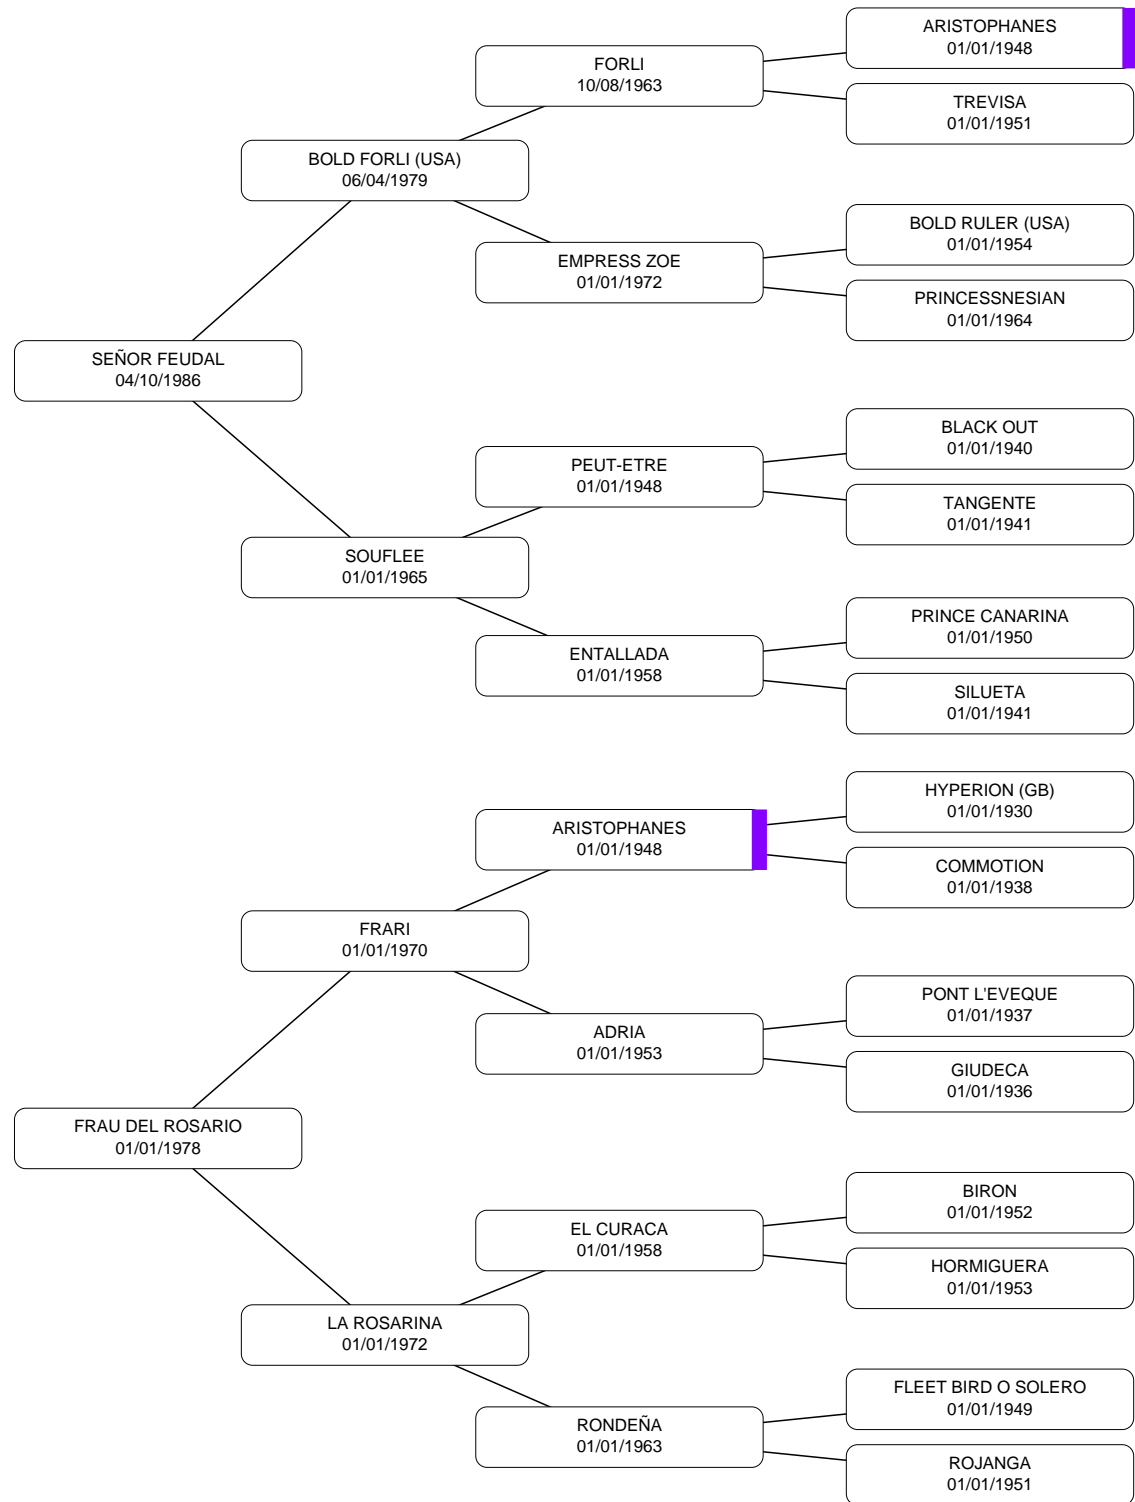 ARISTOPHANES
01/01/1948
FORLI
10/08/1963
TREVISA
01/01/1951
BOLD FORLI (USA)
06/04/1979
BOLD RULER (USA)
01/01/1954
EMPRESS ZOE
01/01/1972
PRINCESSNESIAN
01/01/1964
SEÑOR FEUDAL
04/10/1986
BLACK OUT
01/01/1940
PEUT-ETRE
01/01/1948
TANGENTE
01/01/1941
SOUFLEE
01/01/1965
PRINCE CANARINA
01/01/1950
ENTALLADA
01/01/1958
SILUETA
01/01/1941
HYPERION (GB)
01/01/1930
ARISTOPHANES
01/01/1948
COMMOTION
01/01/1938
FRARI
01/01/1970
PONT L'EVEQUE
01/01/1937
ADRIA
01/01/1953
GIUDECA
01/01/1936
FRAU DEL ROSARIO
01/01/1978
BIRON
01/01/1952
EL CURACA
01/01/1958
HORMIGUERA
01/01/1953
LA ROSARINA
01/01/1972
FLEET BIRD O SOLERO
01/01/1949
RONDEÑA
01/01/1963
ROJANGA
01/01/1951